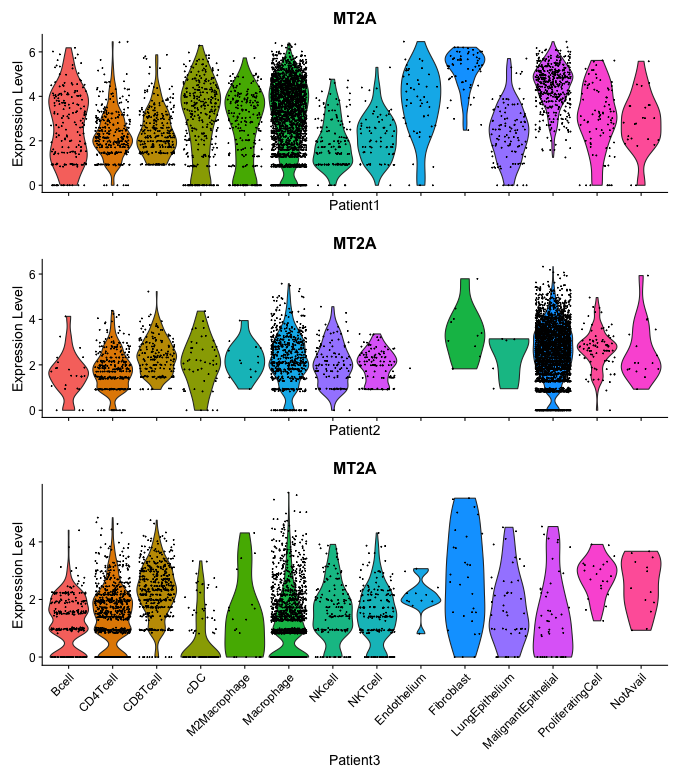 MT2A
Expression Level
6
4
2
0
Patient1
MT2A
Expression Level
6
4
2
0
Patient2
MT2A
Expression Level
4
2
0
Bcell
CD4Tcell
CD8Tcell
cDC
M2Macrophage
Macrophage
NKcell
NKTcell
Endothelium
Fibroblast
LungEpithelium
MalignantEpithelial
ProliferatingCell
NotAvail
Patient3